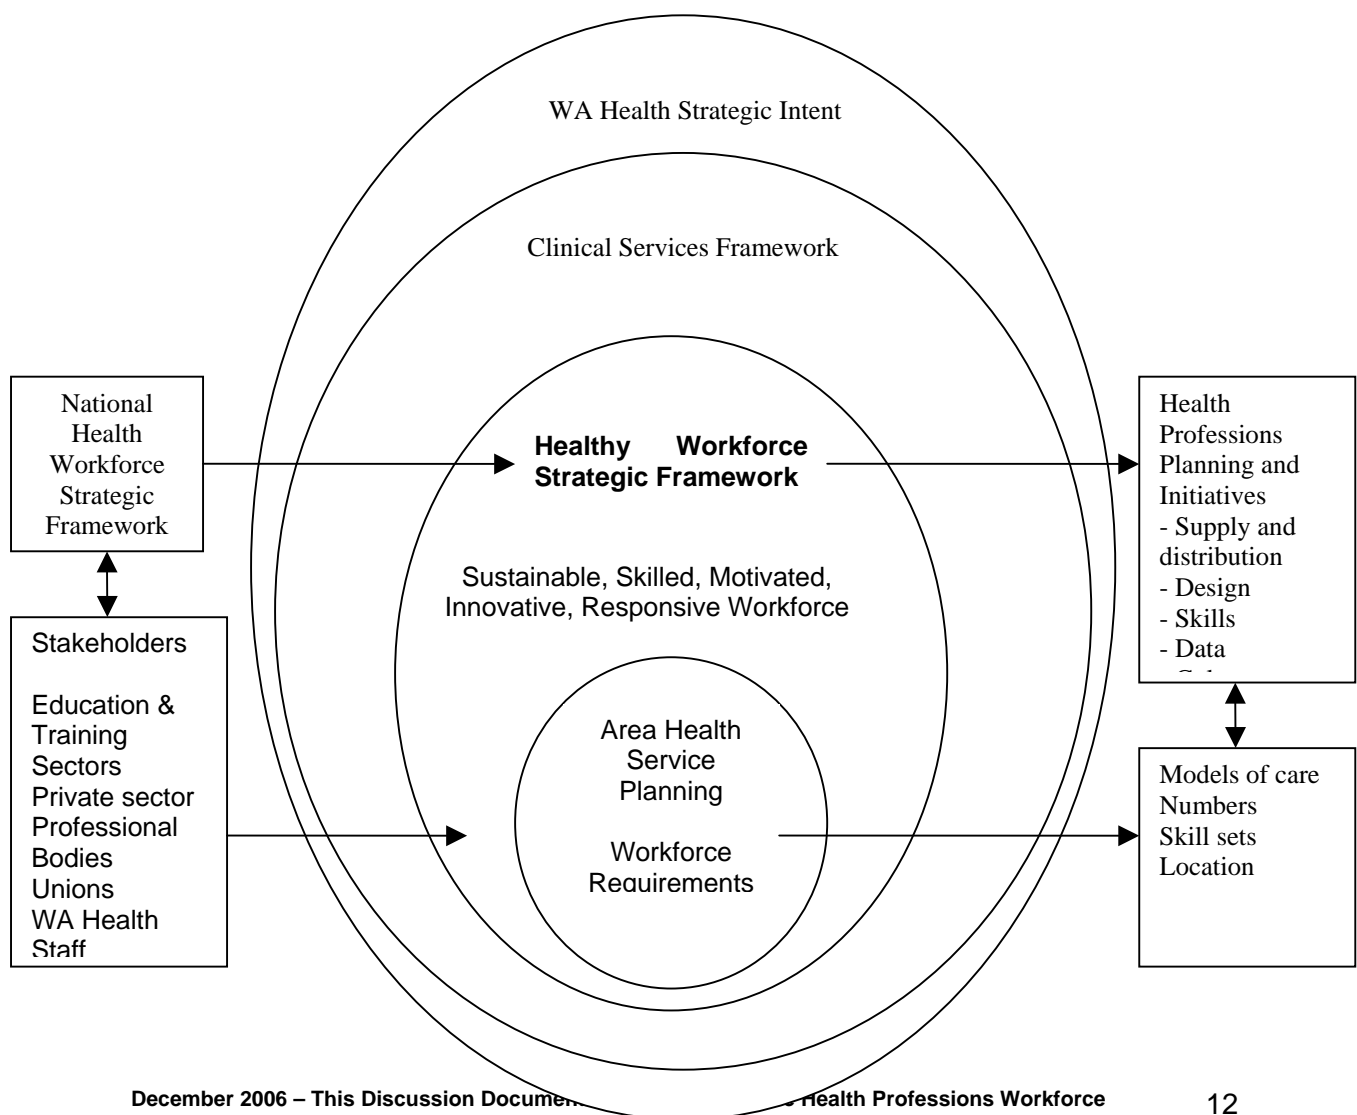 WA Health Strategic Intent
Clinical Services Framework
National
Health
Workforce
Strategic
Framework
Healthy Workforce
Strategic Framework
Health
Professions
Planning and
Initiatives
- Supply and
distribution
- Design
- Skills
- Data
Sustainable, Skilled, Motivated,
Innovative, Responsive Workforce
Stakeholders
Education &
Training
Sectors
Private sector
Professional
Bodies
Unions
WA Health
Staff
Area Health
Service
Planning
Workforce
Requirements
Models of care
Numbers
Skill sets
Location
December 2006 – This Discussion Documen Health Professions Workforce
12